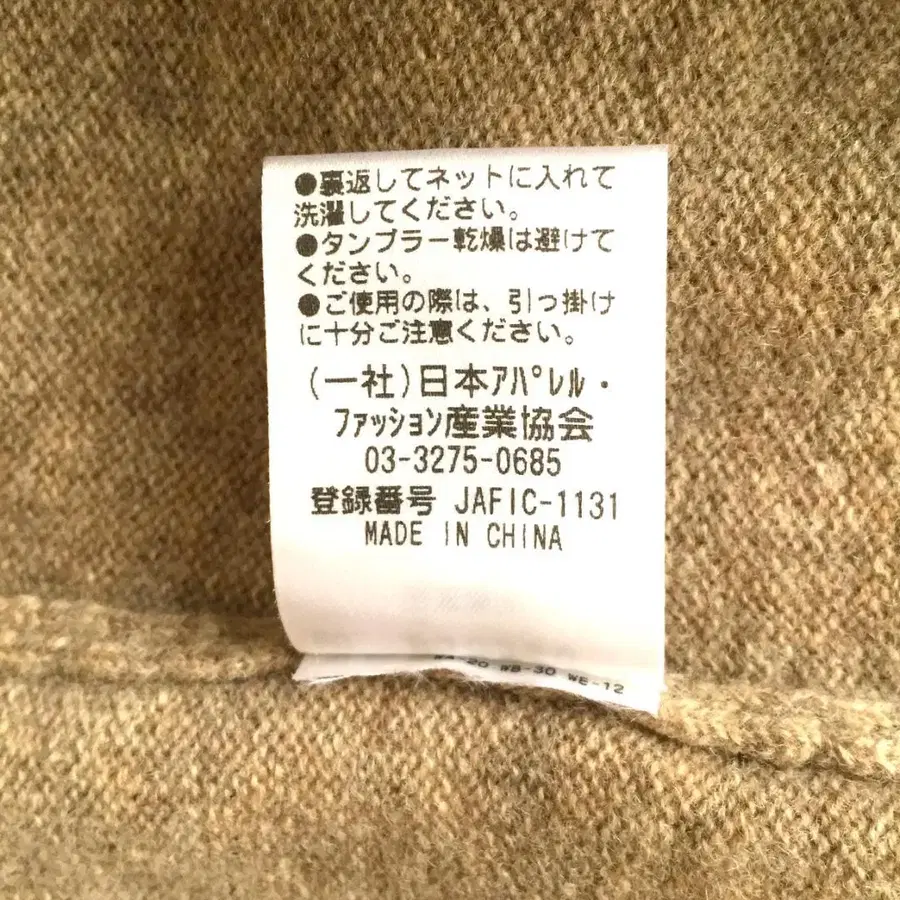 ●裏返してネットに入れて
洗濯してください。
●タンブラー乾燥は避けて
ください。
●ご使用の際は、引っ掛け
に十分ご注意ください。
(一社)日本ｱﾊﾟﾚﾙ・
ﾌｧｯｼｮﾝ産業協会
03-3275-0685
登録番号 JAFIC-1131
MADE IN CHINA
WB-30 WE-12